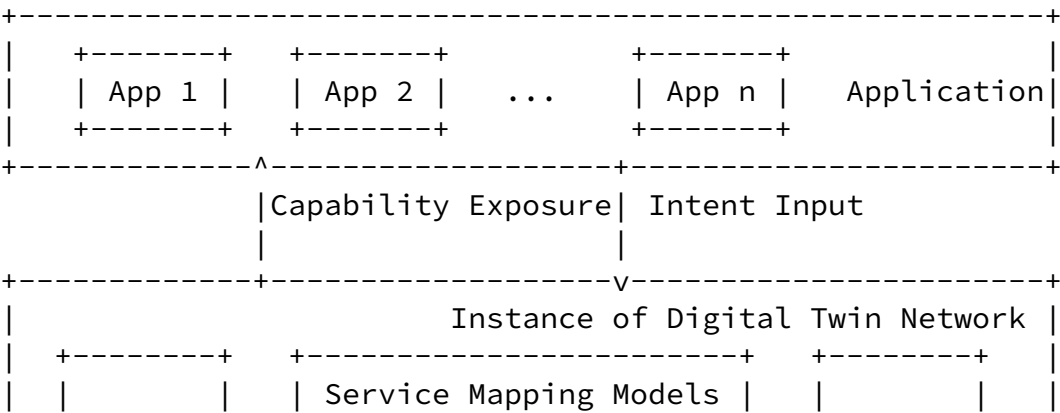 +-----------------------------------------------------------+
|   +-------+   +-------+           +-------+               |
|   | App 1 |   | App 2 |    ...    | App n |    Application|
|   +-------+   +-------+           +-------+               |
+-------------^-------------------+-------------------------+
              |Capability Exposure| Intent Input
              |                   |
+-------------+-------------------v-------------------------+
|                        Instance of Digital Twin Network |
|  +--------+   +------------------------+   +--------+   |
|  |        |   | Service Mapping Models |   |        |   |